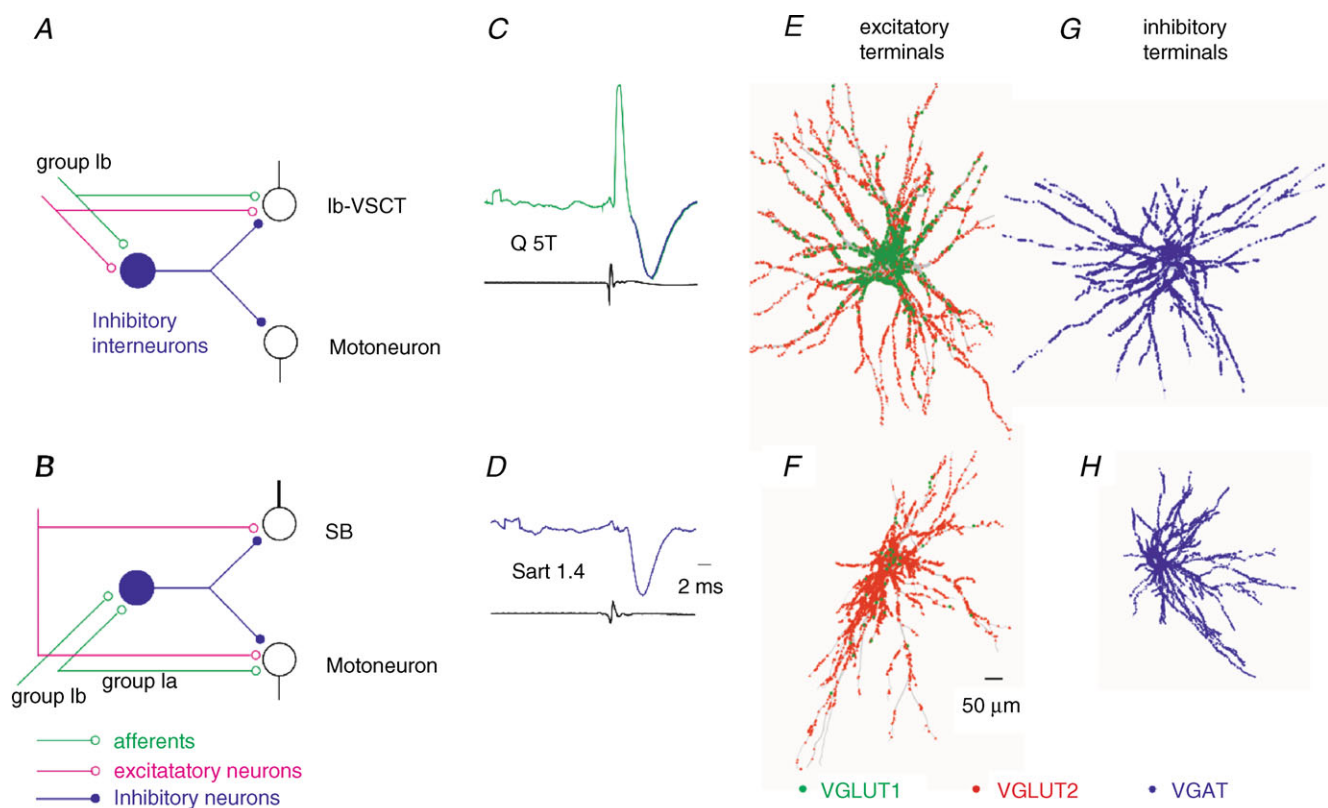 A
group Ib
Ib-VSCT
Inhibitory
interneurons
Motoneuron
C
Q 5T
E
excitatory
terminals
G
inhibitory
terminals
B
SB
Motoneuron
group Ib
group Ia
afferents
excitatatory neurons
Inhibitory neurons
D
Sart 1.4
2 ms
F
50 μm
H
VGLUT1
VGLUT2
VGAT